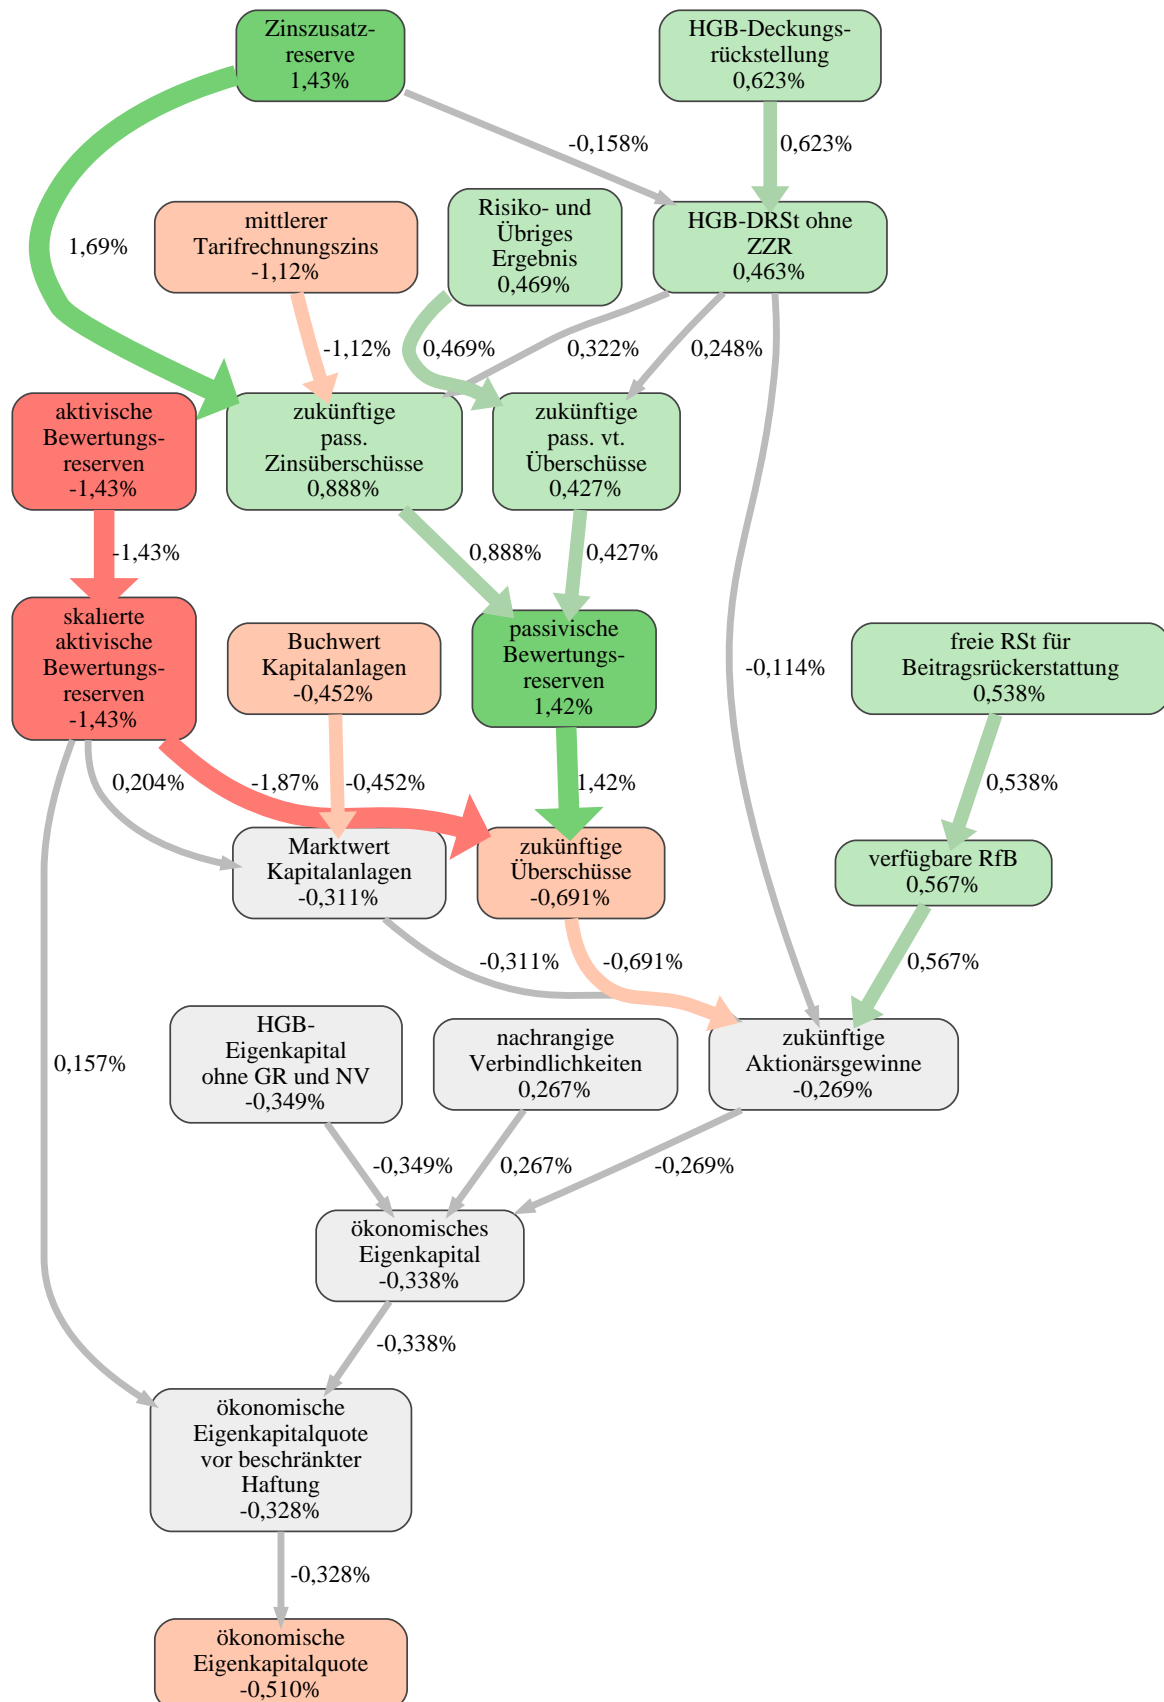 Zinszusatz-
reserve
1,43%
HGB-Deckungs-
rückstellung
0,623%
-0,158%
0,623%
mittlerer
Tarifrechnungszins
-1,12%
Risiko- und
Übriges
Ergebnis
0,469%
HGB-DRSt ohne
ZZR
0,463%
1,69%
-1,12%
0,469%
0,322%
0,248%
aktivische
Bewertungs-
reserven
-1,43%
zukünftige
pass.
Zinsüberschüsse
0,888%
zukünftige
pass. vt.
Überschüsse
0,427%
-1,43%
0,888%
0,427%
skalierte
aktivische
Bewertungs-
reserven
-1,43%
Buchwert
Kapitalanlagen
-0,452%
passivische
Bewertungs-
reserven
1,42%
-0,114%
freie RSt für
Beitragsrückerstattung
0,538%
0,204%
-1,87%
-0,452%
1,42%
0,538%
Marktwert
Kapitalanlagen
-0,311%
zukünftige
Überschüsse
-0,691%
verfügbare RfB
0,567%
-0,311%
-0,691%
0,567%
0,157%
HGB-
Eigenkapital
ohne GR und NV
-0,349%
nachrangige
Verbindlichkeiten
0,267%
zukünftige
Aktionärsgewinne
-0,269%
-0,349%
0,267%
-0,269%
ökonomisches
Eigenkapital
-0,338%
-0,338%
ökonomische
Eigenkapitalquote
vor beschränkter
Haftung
-0,328%
-0,328%
ökonomische
Eigenkapitalquote
-0,510%